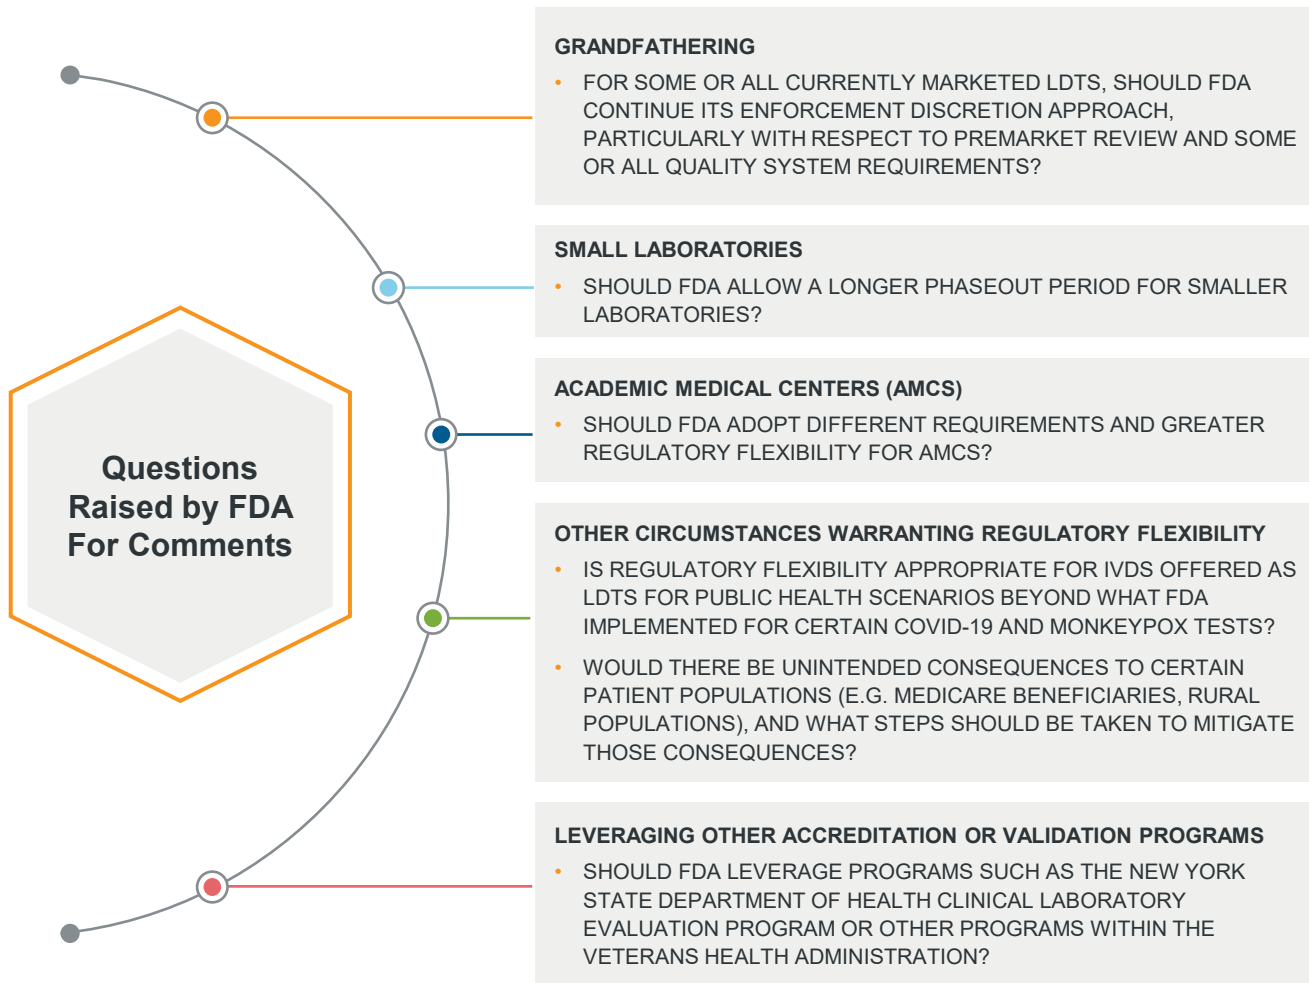 Questions
Raised by FDA
For Comments
GRANDFATHERING
• FOR SOME OR ALL CURRENTLY MARKETED LDTS, SHOULD FDA
CONTINUE ITS ENFORCEMENT DISCRETION APPROACH,
PARTICULARLY WITH RESPECT TO PREMARKET REVIEW AND SOME
OR ALL QUALITY SYSTEM REQUIREMENTS?
SMALL LABORATORIES
• SHOULD FDA ALLOW A LONGER PHASEOUT PERIOD FOR SMALLER
LABORATORIES?
ACADEMIC MEDICAL CENTERS (AMCS)
• SHOULD FDA ADOPT DIFFERENT REQUIREMENTS AND GREATER
REGULATORY FLEXIBILITY FOR AMCS?
OTHER CIRCUMSTANCES WARRANTING REGULATORY FLEXIBILITY
• IS REGULATORY FLEXIBILITY APPROPRIATE FOR IVDS OFFERED AS
LDTS FOR PUBLIC HEALTH SCENARIOS BEYOND WHAT FDA
IMPLEMENTED FOR CERTAIN COVID-19 AND MONKEYPOX TESTS?
• WOULD THERE BE UNINTENDED CONSEQUENCES TO CERTAIN
PATIENT POPULATIONS (E.G. MEDICARE BENEFICIARIES, RURAL
POPULATIONS), AND WHAT STEPS SHOULD BE TAKEN TO MITIGATE
THOSE CONSEQUENCES?
LEVERAGING OTHER ACCREDITATION OR VALIDATION PROGRAMS
• SHOULD FDA LEVERAGE PROGRAMS SUCH AS THE NEW YORK
STATE DEPARTMENT OF HEALTH CLINICAL LABORATORY
EVALUATION PROGRAM OR OTHER PROGRAMS WITHIN THE
VETERANS HEALTH ADMINISTRATION?